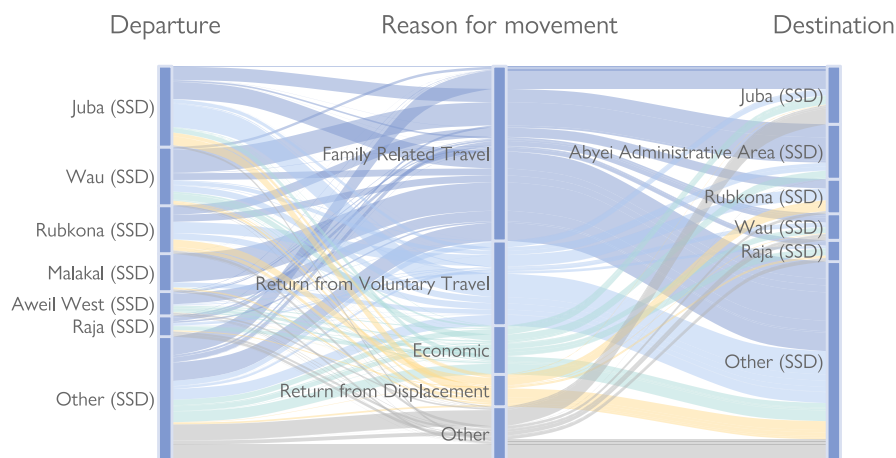 Departure
Reason for movement
Destination
Juba (SSD)
Wau (SSD)
Rubkona (SSD)
Malakal (SSD)
Aweil West (SSD)
Raja (SSD)
Other (SSD)
Family Related Travel
Return from Voluntary Travel
Economic
Return from Displacement
Other
Juba (SSD)
Abyei Administrative Area (SSD)
Rubkona (SSD)
Wau (SSD)
Raja (SSD)
Other (SSD)